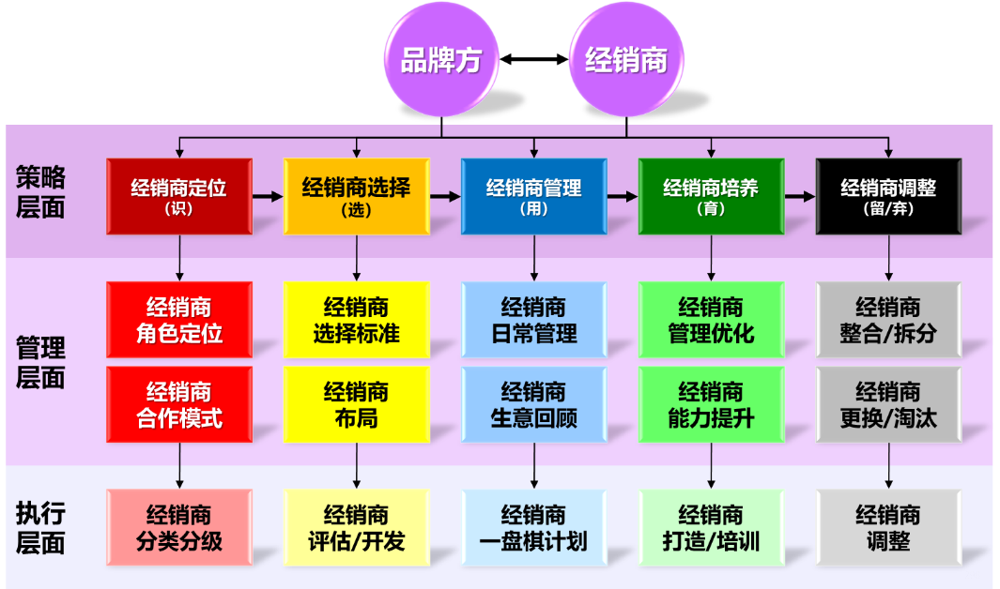 品牌方
经销商
策略
层面
经销商定位
(识)
经销商选择
(选)
经销商管理
(用)
经销商培养
(育)
经销商调整
(留/弃)
管理
层面
经销商
角色定位
经销商
选择标准
经销商
日常管理
经销商
管理优化
经销商
整合/拆分
经销商
合作模式
经销商
布局
经销商
生意回顾
经销商
能力提升
经销商
更换/淘汰
执行
层面
经销商
分类分级
经销商
评估/开发
经销商
一盘棋计划
经销商
打造/培训
经销商
调整